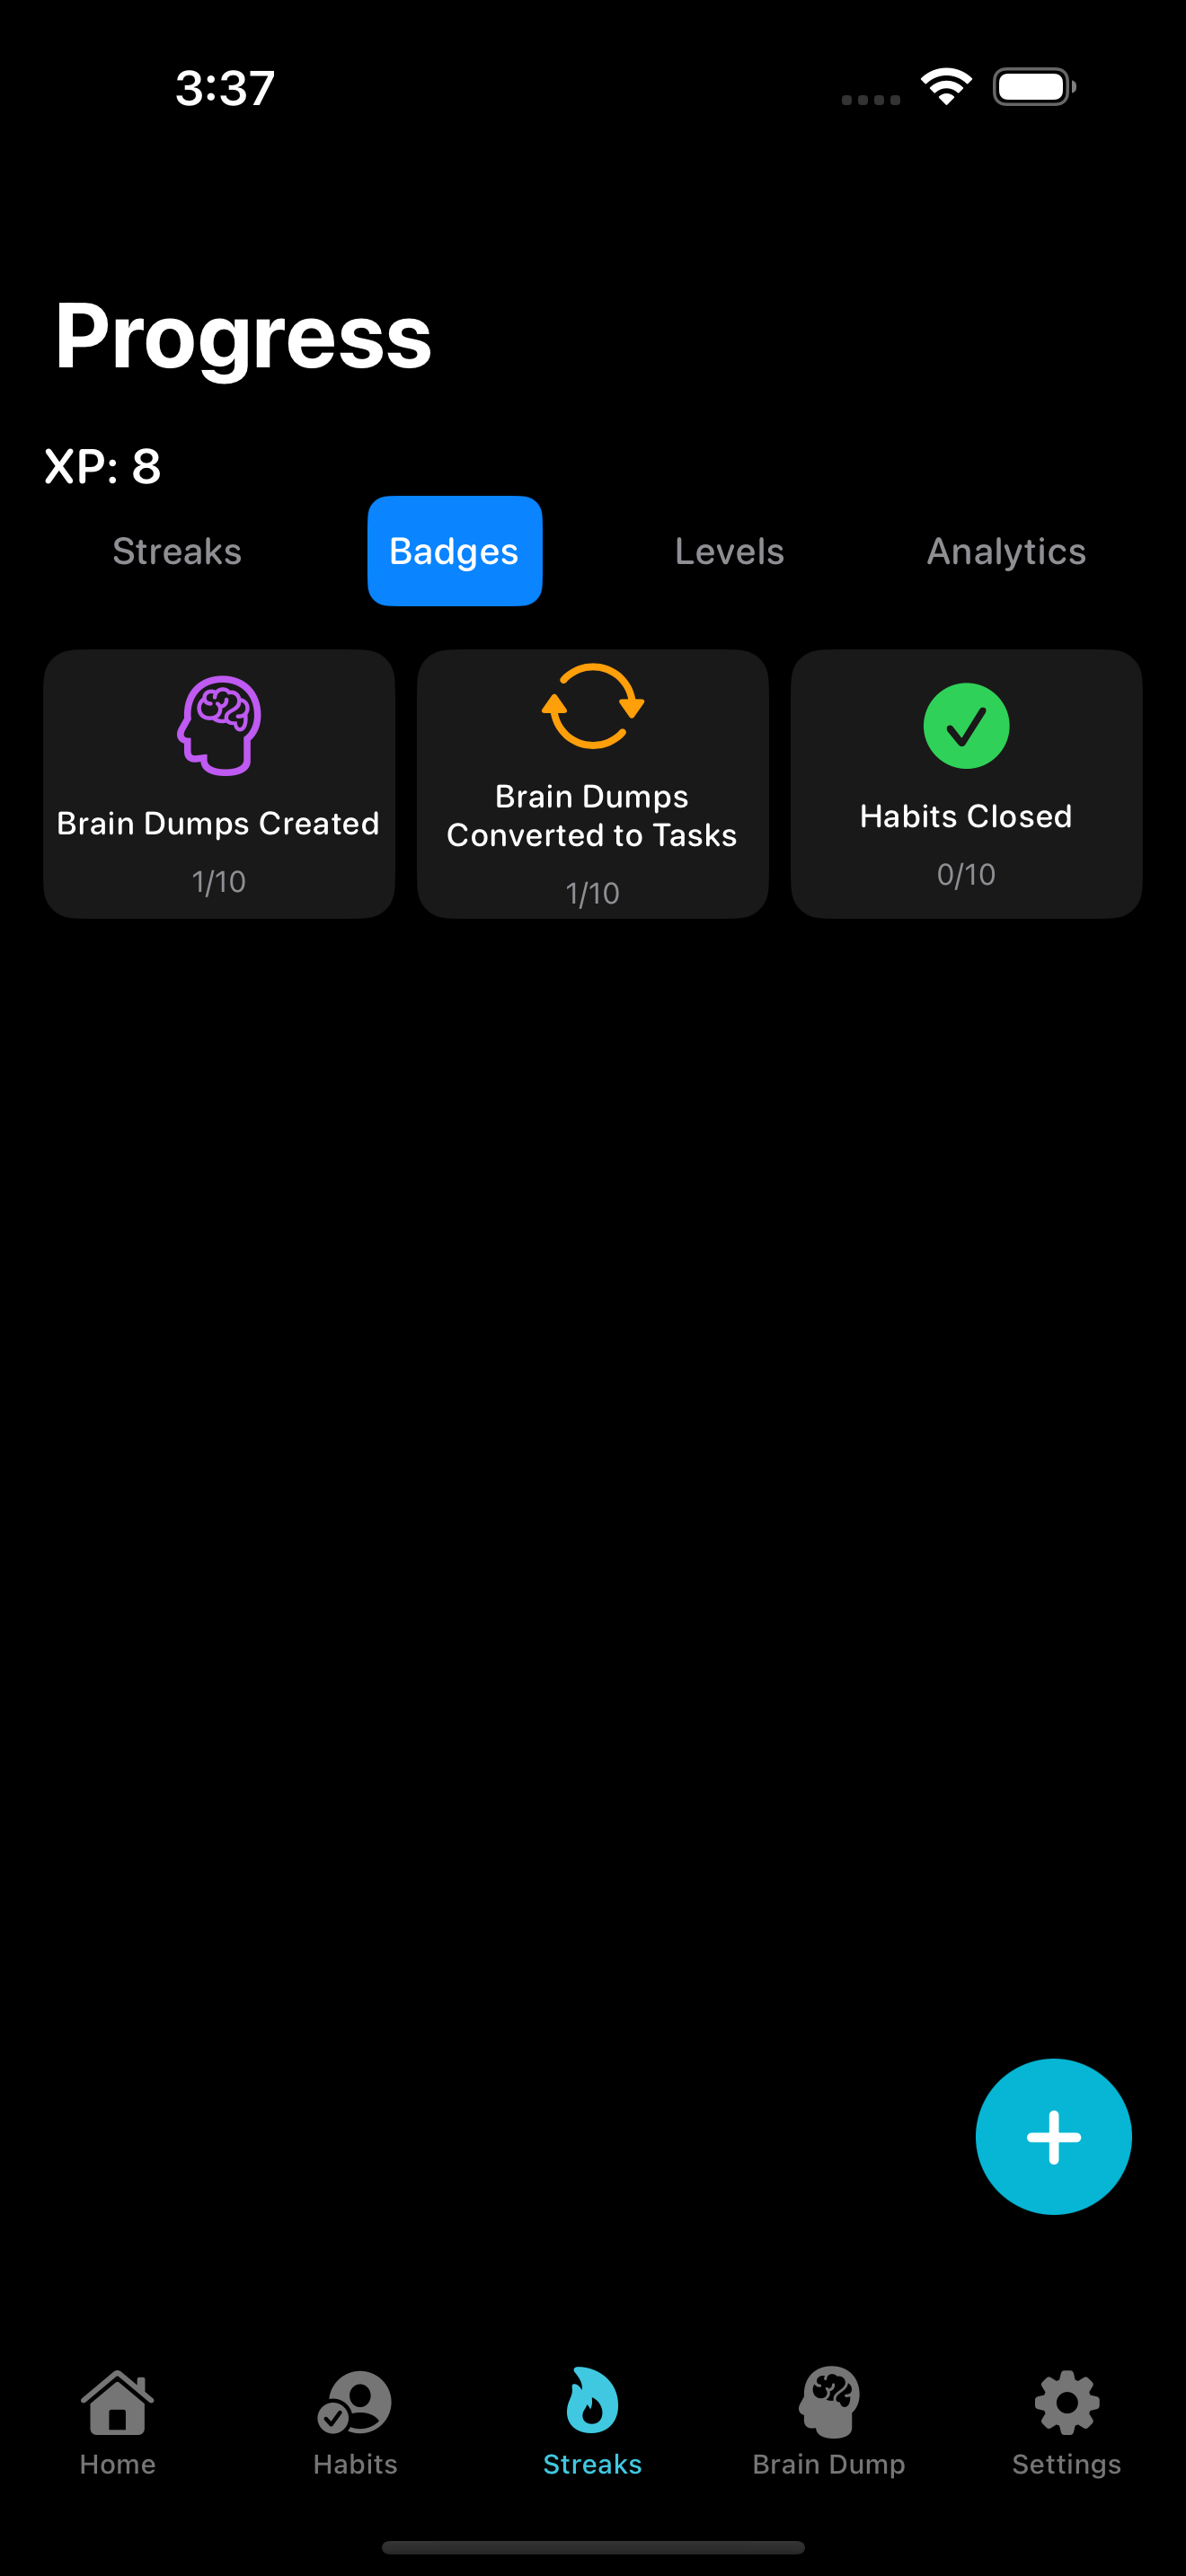 3:37
Progress
XP: 8
Streaks
Badges
Levels
Analytics
Brain Dumps Created
1/10
Brain Dumps
Converted to Tasks
1/10
Habits Closed
0/10
Home
Habits
Streaks
Brain Dump
Settings